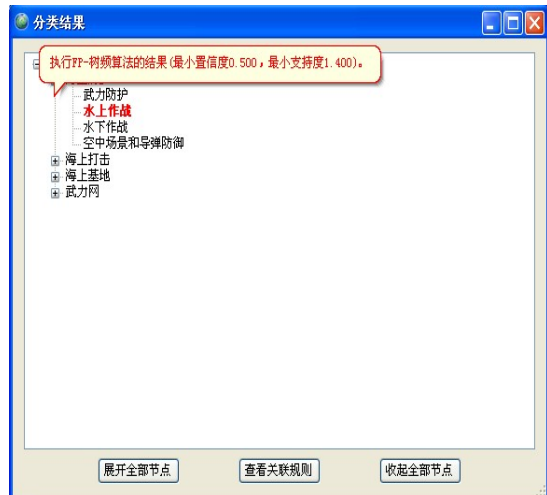 分类结果
执行FP-树频算法的结果(最小置信度0.500，最小支持度1.400)。
武力防护
水上作战
水下作战
空中场景和导弹防御
海上打击
海上基地
武力网
展开全部节点
查看关联规则
收起全部节点